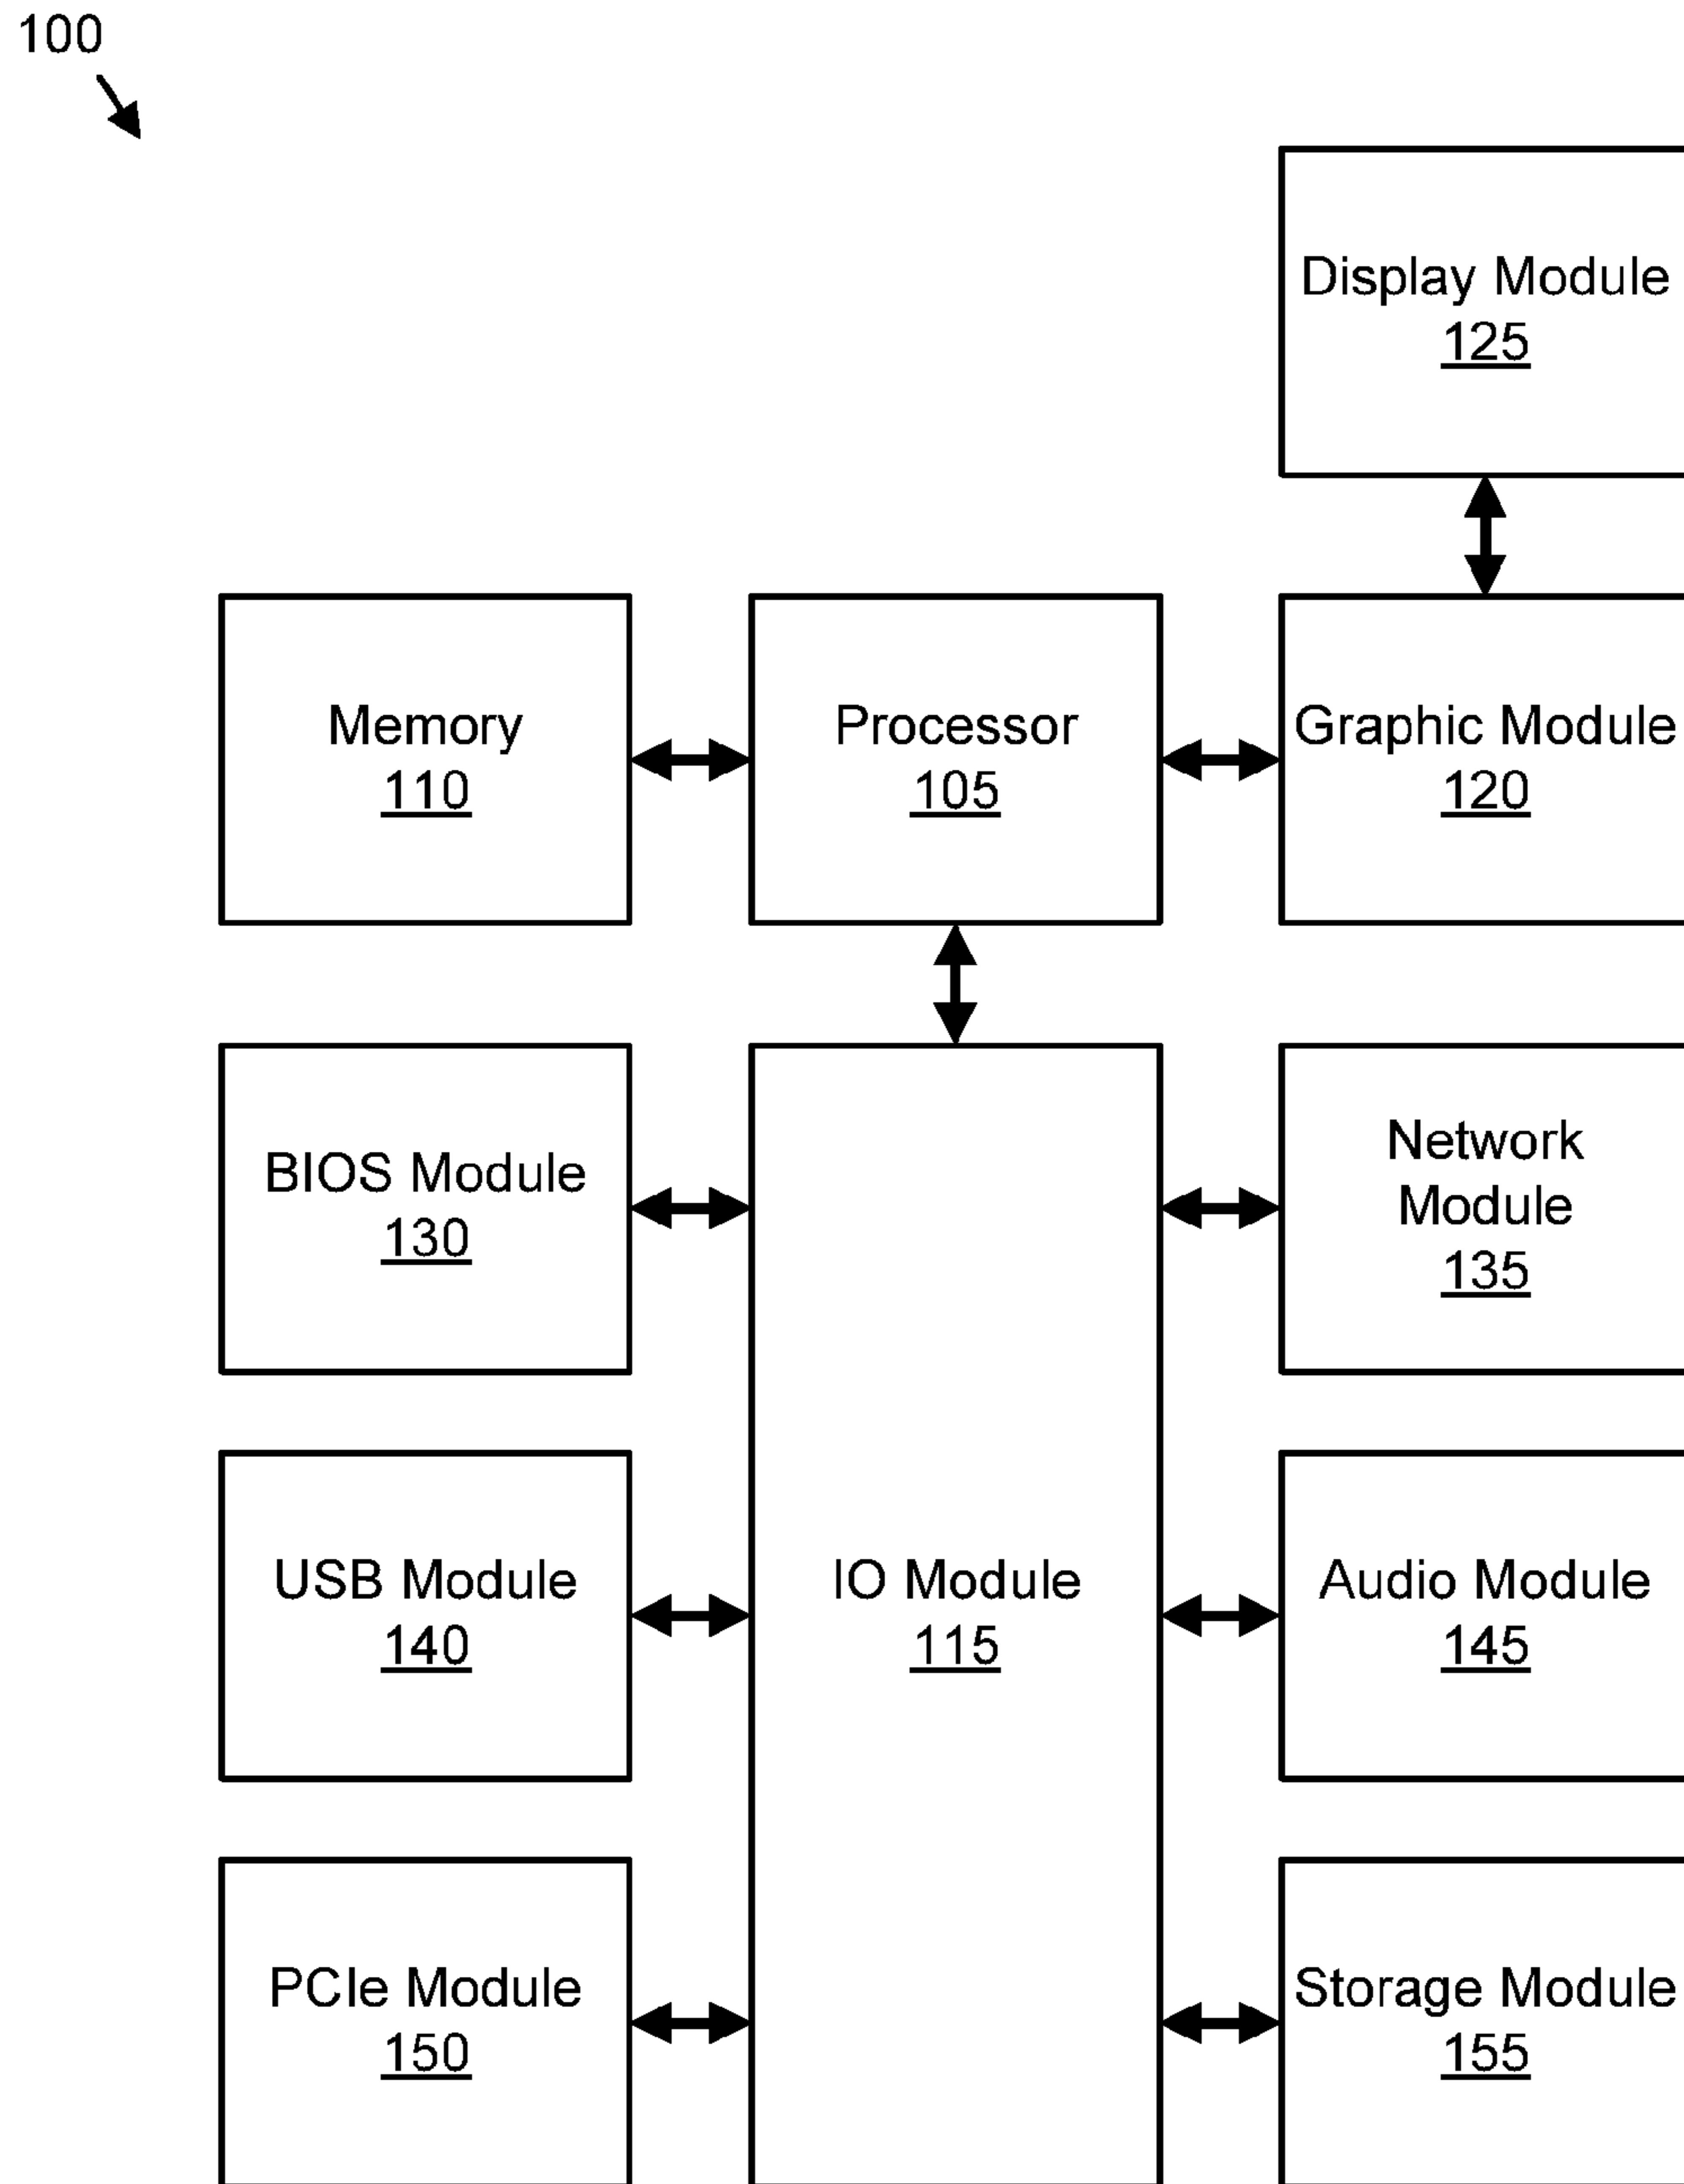 100
Display Module
125
Memory
110
Processor
105
Graphic Module
120
BIOS Module
130
Network
Module
135
USB Module
140
IO Module
115
Audio Module
145
PCIe Module
150
Storage Module
155